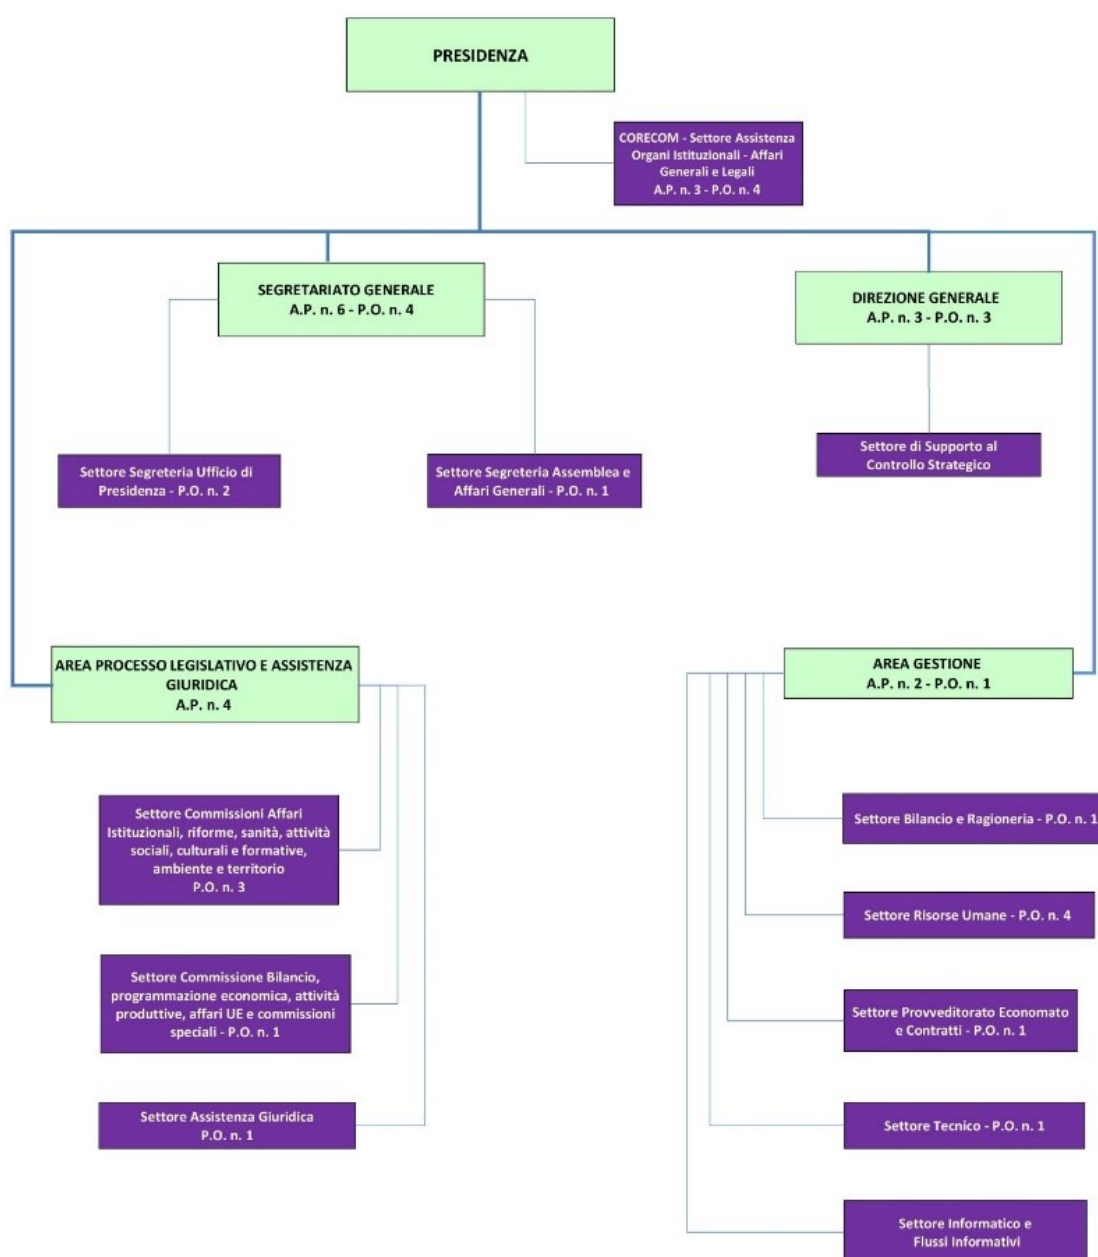 PRESIDENZA
CORECOM - Settore Assistenza
Organi Istituzionali - Affari
Generali e Legali
A.P. n. 3 - P.O. n. 4
SEGRETARIATO GENERALE
A.P. n. 6 - P.O. n. 4
DIREZIONE GENERALE
A.P. n. 3 - P.O. n. 3
Settore Segreteria Ufficio di
Presidenza - P.O. n. 2
Settore Segreteria Assemblea e
Affari Generali - P.O. n. 1
Settore di Supporto al
Controllo Strategico
AREA PROCESSO LEGISLATIVO E ASSISTENZA
GIURIDICA
A.P. n. 4
AREA GESTIONE
A.P. n. 2 - P.O. n. 1
Settore Commissioni Affari
Istituzionali, riforme, sanità, attività
sociali, culturali e formative,
ambiente e territorio
P.O. n. 3
Settore Commissione Bilancio,
programmazione economica, attività
produttive, affari UE e commissioni
speciali - P.O. n. 1
Settore Assistenza Giuridica
P.O. n. 1
Settore Bilancio e Ragioneria - P.O. n. 1
Settore Risorse Umane - P.O. n. 4
Settore Provveditorato Economato
e Contratti - P.O. n. 1
Settore Tecnico - P.O. n. 1
Settore Informatico e
Flussi Informativi